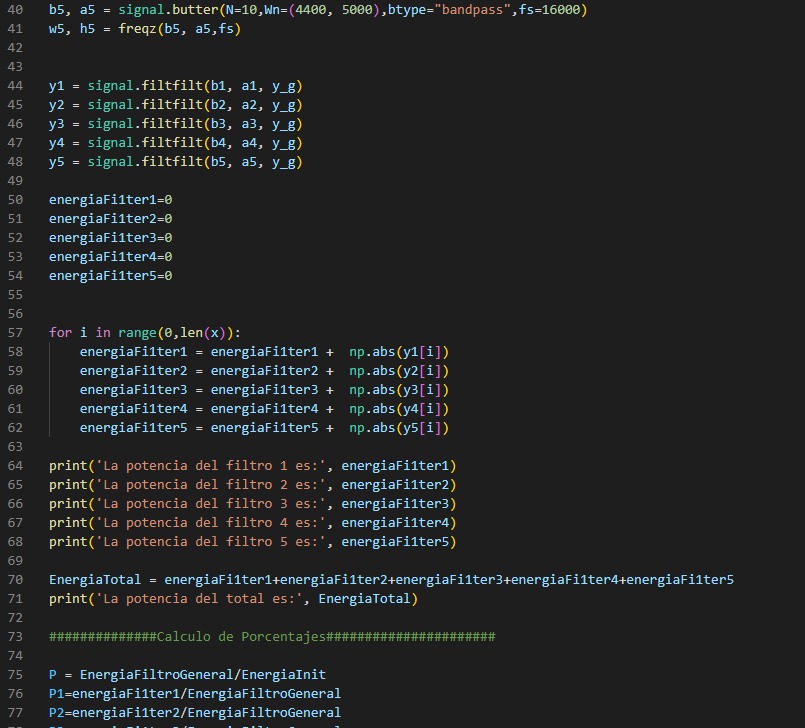 40 b5, a5 = signal.butter(N=10,Wn=(4400, 5000),btype="bandpass",fs=16000)
41 w5, h5 = freqz(b5, a5,fs)
42
43
44 y1 = signal.filtfilt(b1, a1, y_g)
45 y2 = signal.filtfilt(b2, a2, y_g)
46 y3 = signal.filtfilt(b3, a3, y_g)
47 y4 = signal.filtfilt(b4, a4, y_g)
48 y5 = signal.filtfilt(b5, a5, y_g)
49
50 energiaFi1ter1=0
51 energiaFi1ter2=0
52 energiaFi1ter3=0
53 energiaFi1ter4=0
54 energiaFi1ter5=0
55
56
57 for i in range(0,len(x)):
58 energiaFi1ter1 = energiaFi1ter1 + np.abs(y1[i])
59 energiaFi1ter2 = energiaFi1ter2 + np.abs(y2[i])
60 energiaFi1ter3 = energiaFi1ter3 + np.abs(y3[i])
61 energiaFi1ter4 = energiaFi1ter4 + np.abs(y4[i])
62 energiaFi1ter5 = energiaFi1ter5 + np.abs(y5[i])
63
64 print('La potencia del filtro 1 es:', energiaFi1ter1)
65 print('La potencia del filtro 2 es:', energiaFi1ter2)
66 print('La potencia del filtro 3 es:', energiaFi1ter3)
67 print('La potencia del filtro 4 es:', energiaFi1ter4)
68 print('La potencia del filtro 5 es:', energiaFi1ter5)
69
70 EnergiaTotal = energiaFi1ter1+energiaFi1ter2+energiaFi1ter3+energiaFi1ter4+energiaFi1ter5
71 print('La potencia del total es:', EnergiaTotal)
72
73 ##############Calculo de Porcentajes######################
74
75 P = EnergiaFiltroGeneral/EnergiaInit
76 P1=energiaFi1ter1/EnergiaFiltroGeneral
77 P2=energiaFi1ter2/EnergiaFiltroGeneral